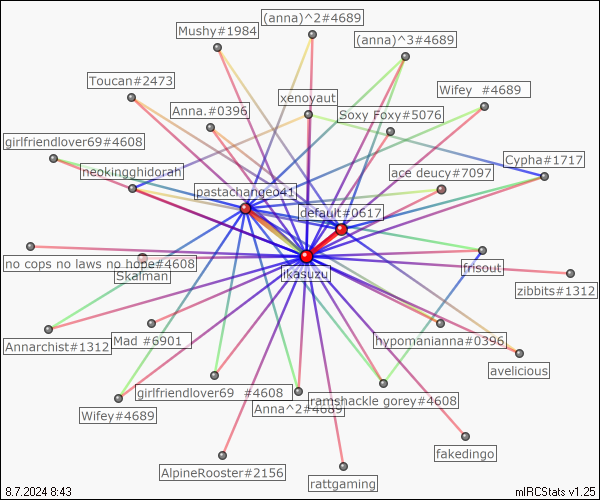 (anna)^2#4689
Mushy#1984
(anna)^3#4689
Toucan#2473
Wifey #4689
xenoyaut
Anna.#0396
Soxy Foxy#5076
girlfriendlover69#4608
Cypha#1717
neokingghidorah
ace deucy#7097
pastachangeo41
default#0617
no cops no laws no hope#4608
frisout
Skalman
ikasuzu
zibbits#1312
Annarchist#1312
Mad #6901
hypomanianna#0396
avelicious
girlfriendlover69 #4608
ramshackle gorey#4608
Anna^2#4689
Wifey#4689
fakedingo
AlpineRooster#2156
rattgaming
8.7.2024 8:43
mIRCStats v1.25